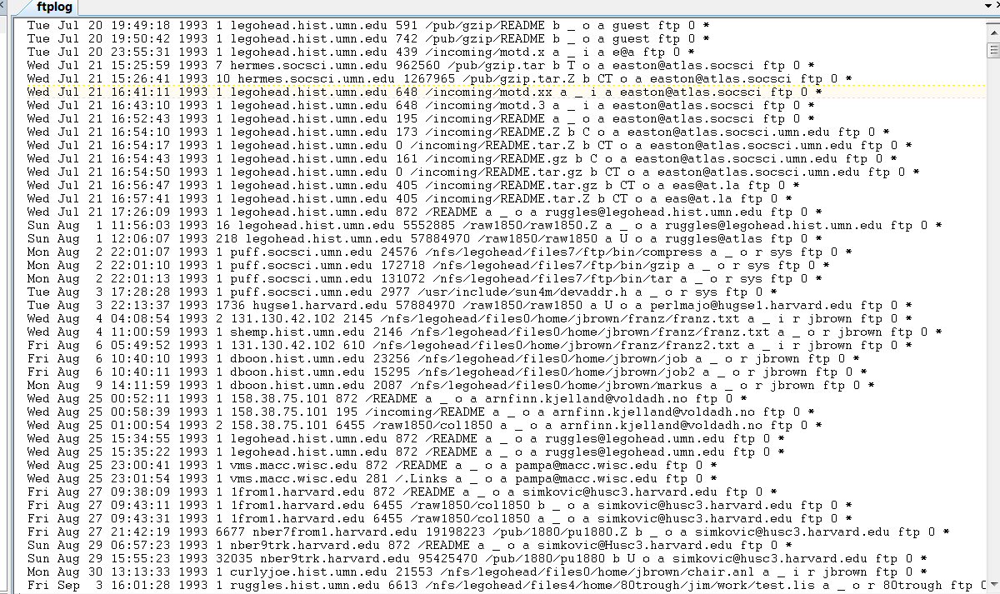 ftplog
Tue Jul 20 19:49:18 1993 1 legohead.hist.umn.edu 591 /pub/gzip/README b _ o a guest ftp 0 *
Tue Jul 20 19:50:42 1993 1 legohead.hist.umn.edu 742 /pub/gzip/README b _ o a guest ftp 0 *
Tue Jul 20 23:55:31 1993 1 legohead.hist.umn.edu 439 /incoming/motd.x a _ i a e@a ftp 0 *
Wed Jul 21 15:25:59 1993 7 hermes.socsci.umn.edu 962560 /pub/gzip.tar b T o a easton@atlas.socsci ftp 0 *
Wed Jul 21 15:26:41 1993 10 hermes.socsci.umn.edu 1267965 /pub/gzip.tar.Z b CT o a easton@atlas.socsci ftp 0 *
Wed Jul 21 16:41:11 1993 1 legohead.hist.umn.edu 648 /incoming/motd.xx a _ i a easton@atlas.socsci ftp 0 *
Wed Jul 21 16:43:10 1993 1 legohead.hist.umn.edu 648 /incoming/motd.3 a _ i a easton@atlas.socsci ftp 0 *
Wed Jul 21 16:52:43 1993 1 legohead.hist.umn.edu 195 /incoming/README a _ o a easton@atlas.socsci ftp 0 *
Wed Jul 21 16:54:10 1993 1 legohead.hist.umn.edu 173 /incoming/README.Z b C o a easton@atlas.socsci.umn.edu ftp 0 *
Wed Jul 21 16:54:17 1993 1 legohead.hist.umn.edu 0 /incoming/README.tar.Z b CT o a easton@atlas.socsci.umn.edu ftp 0 *
Wed Jul 21 16:54:43 1993 1 legohead.hist.umn.edu 161 /incoming/README.gz b C o a easton@atlas.socsci.umn.edu ftp 0 *
Wed Jul 21 16:54:50 1993 1 legohead.hist.umn.edu 0 /incoming/README.tar.gz b CT o a easton@atlas.socsci.umn.edu ftp 0 *
Wed Jul 21 16:56:47 1993 1 legohead.hist.umn.edu 405 /incoming/README.tar.gz b CT o a eas@at.la ftp 0 *
Wed Jul 21 16:57:41 1993 1 legohead.hist.umn.edu 405 /incoming/README.tar.Z b CT o a eas@at.la ftp 0 *
Wed Jul 21 17:26:09 1993 1 legohead.hist.umn.edu 872 /README a _ o a ruggles@legohead.hist.umn.edu ftp 0 *
Sun Aug  1 11:56:03 1993 16 legohead.hist.umn.edu 5552885 /raw1850/raw1850.Z a _ o a ruggles@legohead.hist.umn.edu ftp 0 *
Sun Aug  1 12:06:07 1993 218 legohead.hist.umn.edu 57884970 /raw1850/raw1850 a U o a ruggles@atlas ftp 0 *
Mon Aug  2 22:01:07 1993 1 puff.socsci.umn.edu 24576 /nfs/legohead/files7/ftp/bin/compress a _ o r sys ftp 0 *
Mon Aug  2 22:01:10 1993 1 puff.socsci.umn.edu 172718 /nfs/legohead/files7/ftp/bin/gzip a _ o r sys ftp 0 *
Mon Aug  2 22:01:13 1993 1 puff.socsci.umn.edu 131072 /nfs/legohead/files7/ftp/bin/tar a _ o r sys ftp 0 *
Tue Aug  3 17:28:28 1993 1 puff.socsci.umn.edu 2977 /usr/include/sun4m/devaddr.h a _ o r sys ftp 0 *
Tue Aug  3 22:13:37 1993 1736 hugse1.harvard.edu 57884970 /raw1850/raw1850 a U o a perlmajo@hugse1.harvard.edu ftp 0 *
Wed Aug  4 04:08:54 1993 2 131.130.42.102 2145 /nfs/legohead/files0/home/jbrown/franz/franz.txt a _ i r jbrown ftp 0 *
Wed Aug  4 11:00:59 1993 1 shemp.hist.umn.edu 2146 /nfs/legohead/files0/home/jbrown/franz/franz.txt a _ o r jbrown ftp 0 *
Fri Aug  6 05:49:52 1993 1 131.130.42.102 610 /nfs/legohead/files0/home/jbrown/franz/franz2.txt a _ i r jbrown ftp 0 *
Fri Aug  6 10:40:10 1993 1 dboon.hist.umn.edu 23256 /nfs/legohead/files0/home/jbrown/job a _ o r jbrown ftp 0 *
Fri Aug  6 10:40:11 1993 1 dboon.hist.umn.edu 15295 /nfs/legohead/files0/home/jbrown/job2 a _ o r jbrown ftp 0 *
Mon Aug  9 14:11:59 1993 1 dboon.hist.umn.edu 2087 /nfs/legohead/files0/home/jbrown/markus a _ o r jbrown ftp 0 *
Wed Aug 25 00:52:11 1993 1 158.38.75.101 872 /README a _ o a arnfinn.kjelland@voldadh.no ftp 0 *
Wed Aug 25 00:58:39 1993 1 158.38.75.101 195 /incoming/README a _ o a arnfinn.kjelland@voldadh.no ftp 0 *
Wed Aug 25 01:00:54 1993 2 158.38.75.101 6455 /raw1850/col1850 a _ o a arnfinn.kjelland@voldadh.no ftp 0 *
Wed Aug 25 15:34:55 1993 1 legohead.hist.umn.edu 872 /README a _ o a ruggles@legohead.umn.edu ftp 0 *
Wed Aug 25 15:35:22 1993 1 legohead.hist.umn.edu 872 /README a _ o a ruggles@legohead.umn.edu ftp 0 *
Wed Aug 25 23:00:41 1993 1 vms.macc.wisc.edu 872 /README a _ o a pampa@macc.wisc.edu ftp 0 *
Wed Aug 25 23:01:54 1993 1 vms.macc.wisc.edu 281 /.Links a _ o a pampa@macc.wisc.edu ftp 0 *
Fri Aug 27 09:38:09 1993 1 1from1.harvard.edu 872 /README a _ o a simkovic@husc3.harvard.edu ftp 0 *
Fri Aug 27 09:43:11 1993 1 1from1.harvard.edu 6455 /raw1850/col1850 b _ o a simkovic@husc3.harvard.edu ftp 0 *
Fri Aug 27 09:43:31 1993 1 1from1.harvard.edu 6455 /raw1850/col1850 a _ o a simkovic@husc3.harvard.edu ftp 0 *
Fri Aug 27 21:42:19 1993 6677 nber7from1.harvard.edu 19198223 /pub/1880/pu1880.Z b _ o a simkovic@husc3.harvard.edu ftp 0 *
Sun Aug 29 06:57:23 1993 1 nber9trk.harvard.edu 872 /README a _ o a simkovic@Husc3.harvard.edu ftp 0 *
Sun Aug 29 15:55:23 1993 32035 nber9trk.harvard.edu 95425470 /pub/1880/pu1880 b U o a simkovic@husc3.harvard.edu ftp 0 *
Mon Aug 30 13:13:33 1993 1 curlyjoe.hist.umn.edu 21553 /nfs/legohead/files0/home/jbrown/chair.anl a _ i r jbrown ftp 0 *
Fri Sep  3 16:01:28 1993 1 ruggles.hist.umn.edu 6613 /nfs/legohead/files4/home/80trough/jim/work/test.lis a _ o r 80trough ftp 0